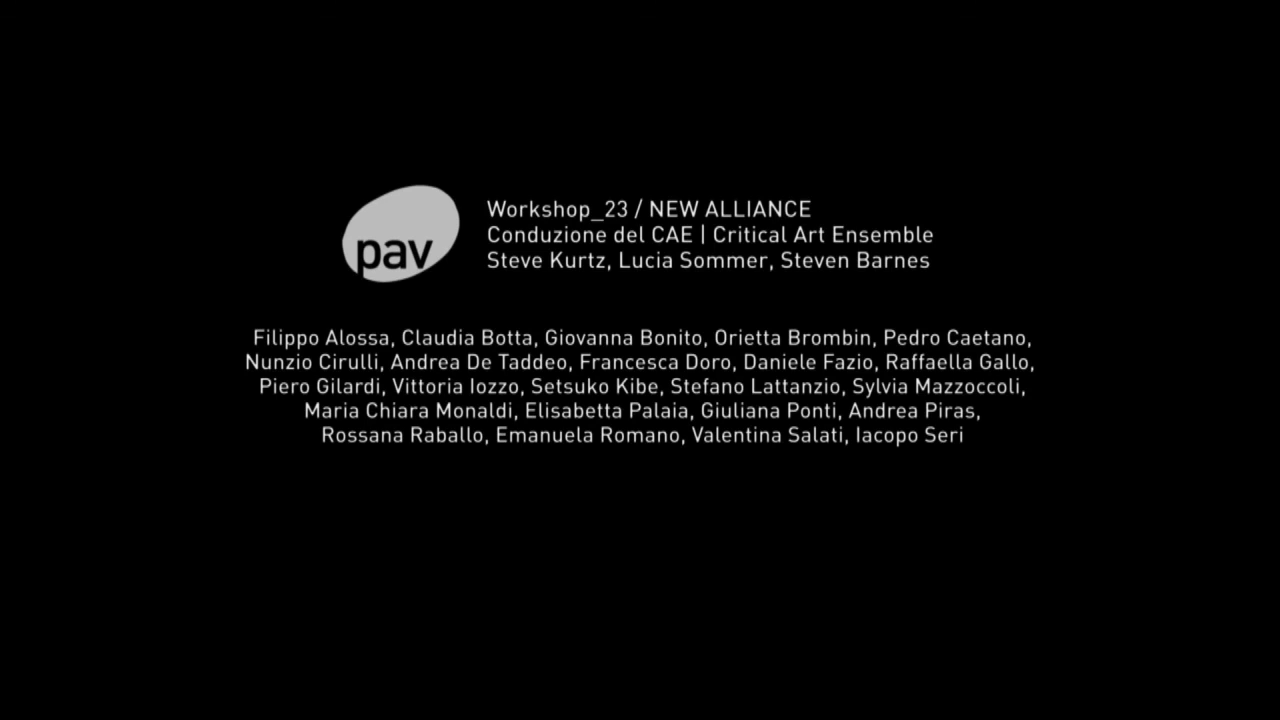 pav
Workshop_23 / NEW ALLIANCE
Conduzione del CAE | Critical Art Ensemble
Steve Kurtz, Lucia Sommer, Steven Barnes
Filippo Alossa, Claudia Botta, Giovanna Bonito, Orietta Brombin, Pedro Caetano,
Nunzio Cirulli, Andrea De Taddeo, Francesca Doro, Daniele Fazio, Raffaella Gallo,
Piero Gilardi, Vittoria Iozzo, Setsuko Kibe, Stefano Lattanzio, Sylvia Mazzoccoli,
Maria Chiara Monaldi, Elisabetta Palaia, Giuliana Ponti, Andrea Piras,
Rossana Raballo, Emanuela Romano, Valentina Salati, Iacopo Seri